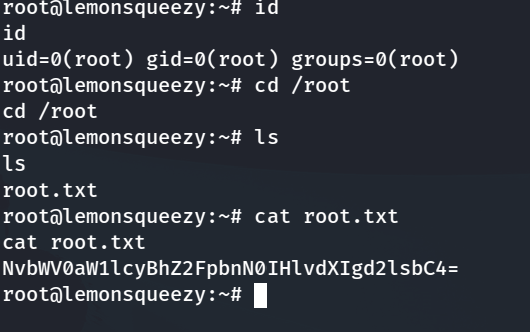 root@lemonsqueezy:~# id
id
uid=0(root) gid=0(root) groups=0(root)
root@lemonsqueezy:~# cd /root
cd /root
root@lemonsqueezy:~# ls
ls
root.txt
root@lemonsqueezy:~# cat root.txt
cat root.txt
NvbWV0aW1lcyBhZ2FpbnN0IHlvdXIgd2lsbC4=
root@lemonsqueezy:~#